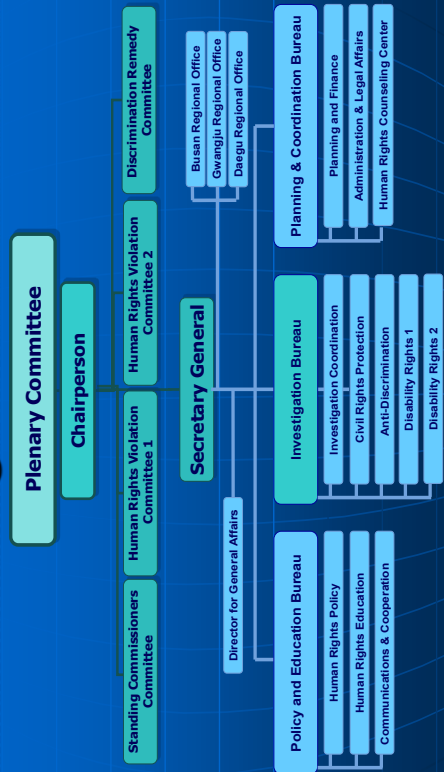 Plenary Committee
Chairperson
Standing Commissioners
Committee
Human Rights Violation
Committee 1
Human Rights Violation
Committee 2
Discrimination Remedy
Committee
Secretary General
Busan Regional Office
Gwangju Regional Office
Daegu Regional Office
Director for General Affairs
Policy and Education Bureau
Human Rights Policy
Human Rights Education
Communications & Cooperation
Investigation Bureau
Investigation Coordination
Civil Rights Protection
Anti-Discrimination
Disability Rights 1
Disability Rights 2
Planning & Coordination Bureau
Planning and Finance
Administration & Legal Affairs
Human Rights Counseling Center